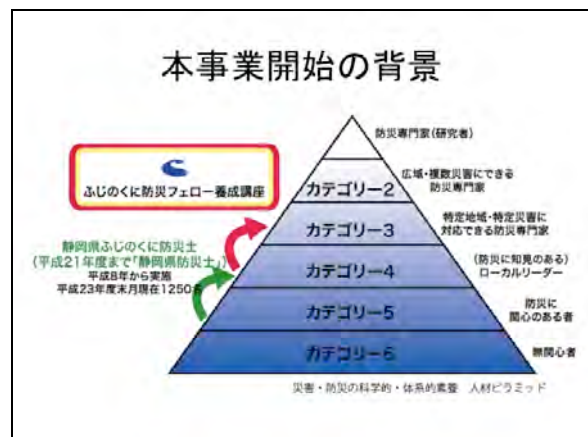 本事業開始の背景
防災専門家(研究者)
ふじのくに防災フェロー養成講座
カテゴリー2
広域・複数災害にできる
防災専門家
カテゴリー3
特定地域・特定災害に
対応できる防災専門家
静岡県ふじのくに防災士
(平成21年度まで「静岡県防災士」)
平成8年から実施
平成23年度末月現在1250名
カテゴリー4
(防災に知見のある)
ローカルリーダー
カテゴリー5
防災に
関心のある者
カテゴリー6
無関心者
災害・防災の科学的・体系的素養 人材ピラミッド